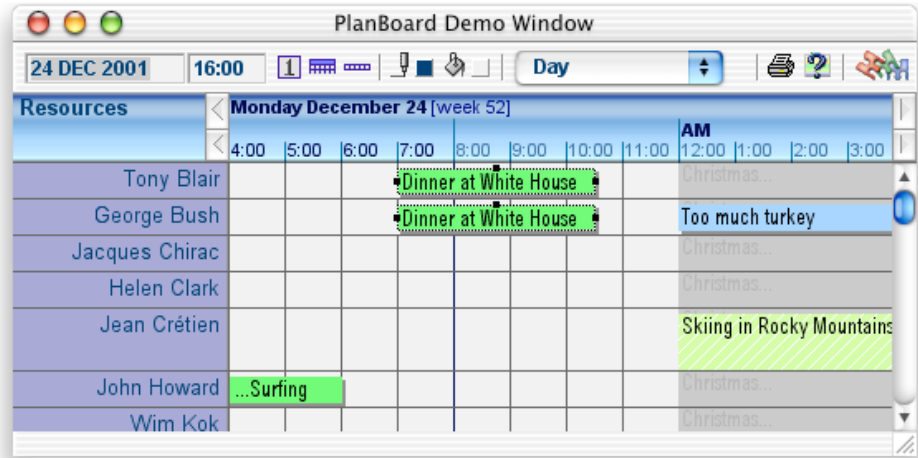 PlanBoard Demo Window
24 DEC 2001 16:00 1 Day ?
Resources Monday December 24 [week 52]
AM
4:00 5:00 6:00 7:00 8:00 9:00 10:00 11:00 12:00 1:00 2:00 3:00
Tony Blair Dinner at White House Christmas...
George Bush Dinner at White House Too much turkey
Jacques Chirac Christmas...
Helen Clark Christmas...
Jean Crétien Skiing in Rocky Mountains
John Howard ...Surfing Christmas...
Wim Kok Christmas...